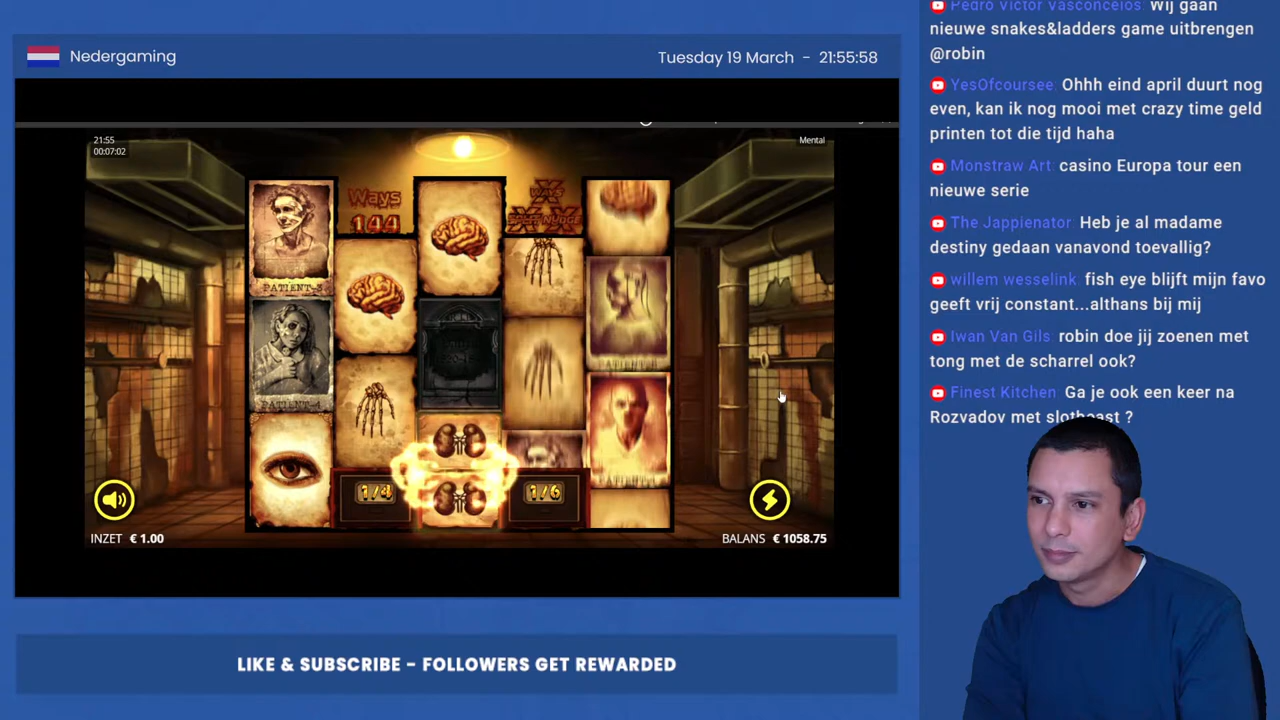 Nedergaming
Tuesday 19 March - 21:55:58
21:55
00:07:02
Mental
Ways
144
WAYS
SPLIT NUDGE
1/4
1/6
INZET € 1.00
BALANS € 1058.75
LIKE & SUBSCRIBE - FOLLOWERS GET REWARDED
Pedro Victor Vasconcelos: Wij gaan
nieuwe snakes&ladders game uitbrengen
@robin
YesOfcoursee: Ohhh eind april duurt nog
even, kan ik nog mooi met crazy time geld
printen tot die tijd haha
Monstraw Art: casino Europa tour een
nieuwe serie
The Jappienator: Heb je al madame
destiny gedaan vanavond toevallig?
willem wesselink: fish eye blijft mijn favo
geeft vrij constant...althans bij mij
Iwan Van Gils: robin doe jij zoenen met
tong met de scharrel ook?
Finest Kitchen: Ga je ook een keer na
Rozvadov met slotbeast ?